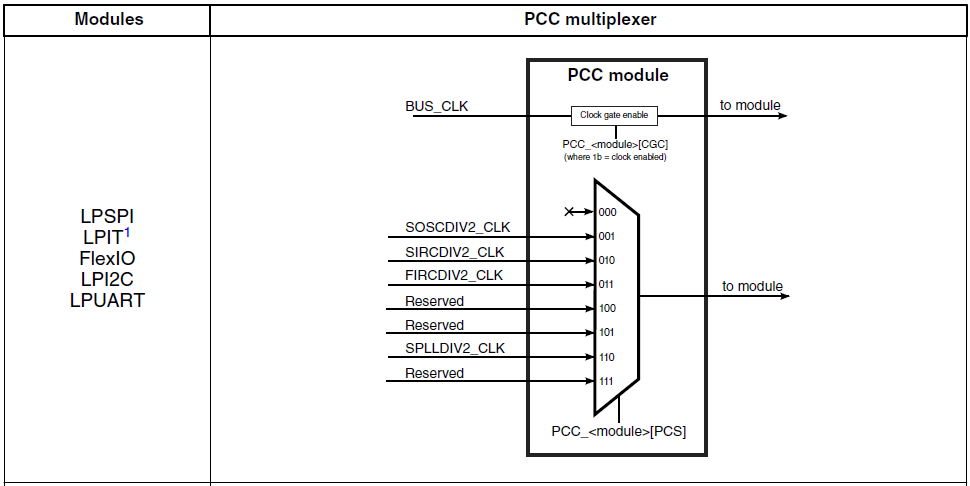 Modules
PCC multiplexer
LPSPI
LPIT1
FlexIO
LPI2C
LPUART
PCC module
BUS_CLK
Clock gate enable
to module
PCC_<module>[CGC]
(where 1b = clock enabled)
000
SOSCDIV2_CLK
001
SIRCDIV2_CLK
010
FIRCDIV2_CLK
011
to module
Reserved
100
Reserved
101
SPLLDIV2_CLK
110
Reserved
111
PCC_<module>[PCS]